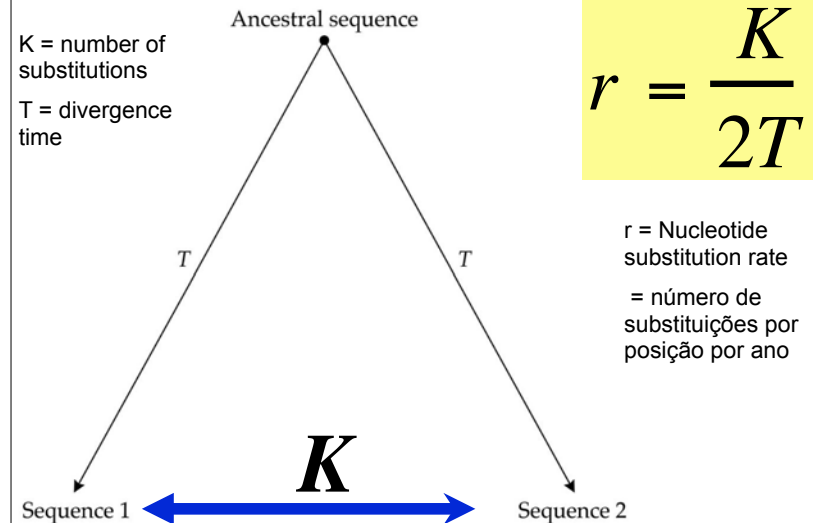 Ancestral sequence
K = number of
substitutions
T = divergence
time
r = K
2T
T
T
r = Nucleotide
substitution rate
= número de
substituições por
posição por ano
K
Sequence 1
Sequence 2